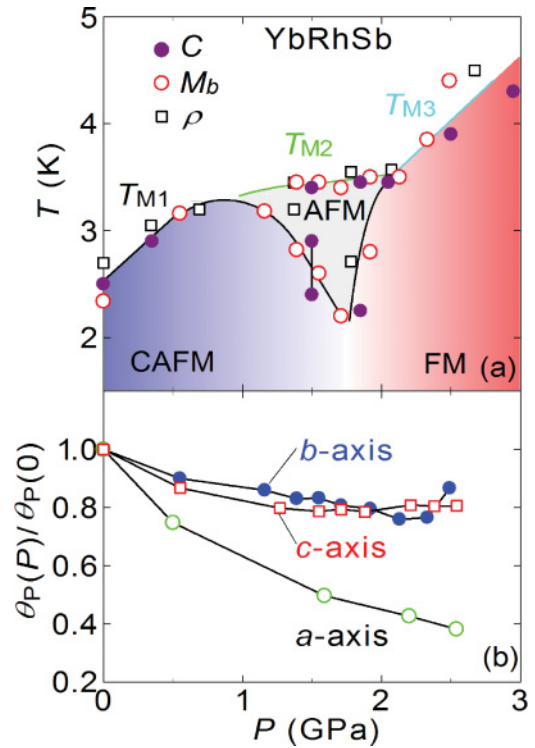 YbRhSb
C
M_b
ρ
T_M1
T_M2
T_M3
AFM
CAFM
FM
(a)
T (K)
5
4
3
2
b-axis
c-axis
a-axis
(b)
θ_P(P)/θ_P(0)
1.0
0.8
0.6
0.4
0.2
0 1 2 3
P (GPa)